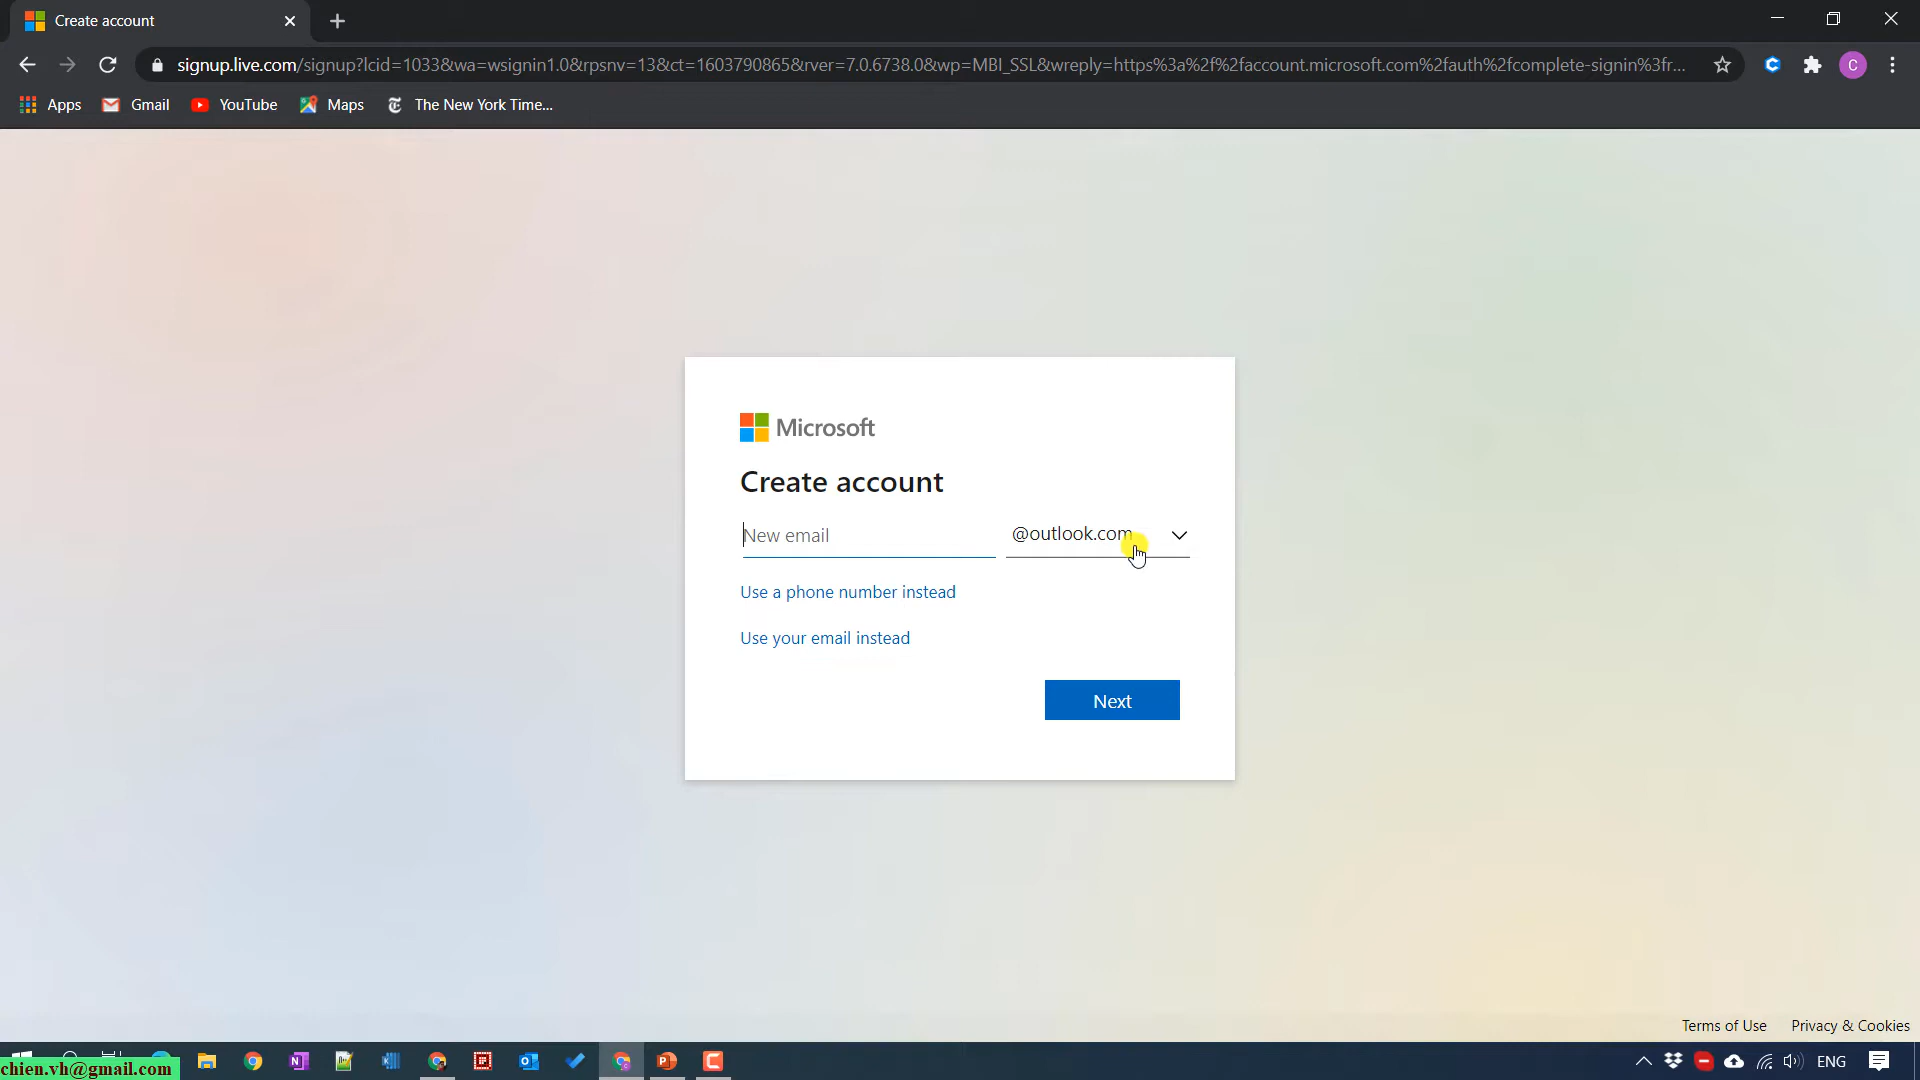 Create account
signup.live.com/signup?lcid=1033&wa=wsignin1.0&rpsnv=13&ct=1603790865&rver=7.0.6738.0&wp=MBI_SSL&wreply=https%3a%2f%2faccount.microsoft.com%2fauth%2fcomplete-signin%3fr...
C
Apps Gmail YouTube Maps The New York Time...
Microsoft
Create account
New email @outlook.com
Use a phone number instead
Use your email instead
Next
Terms of Use Privacy & Cookies
chien.vh@gmail.com
ENG